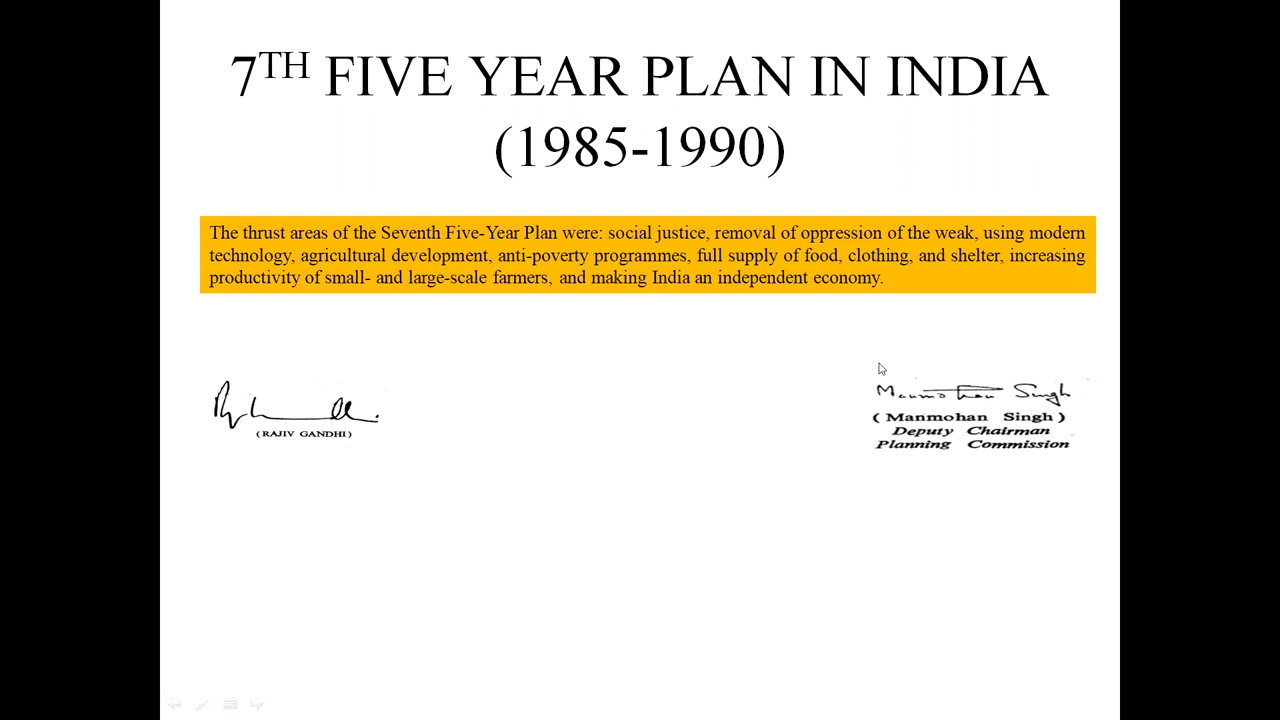 7TH FIVE YEAR PLAN IN INDIA
(1985-1990)
The thrust areas of the Seventh Five-Year Plan were: social justice, removal of oppression of the weak, using modern
technology, agricultural development, anti-poverty programmes, full supply of food, clothing, and shelter, increasing
productivity of small- and large-scale farmers, and making India an independent economy.
(RAJIV GANDHI)
Manmohan Singh
(Manmohan Singh)
Deputy Chairman
Planning Commission